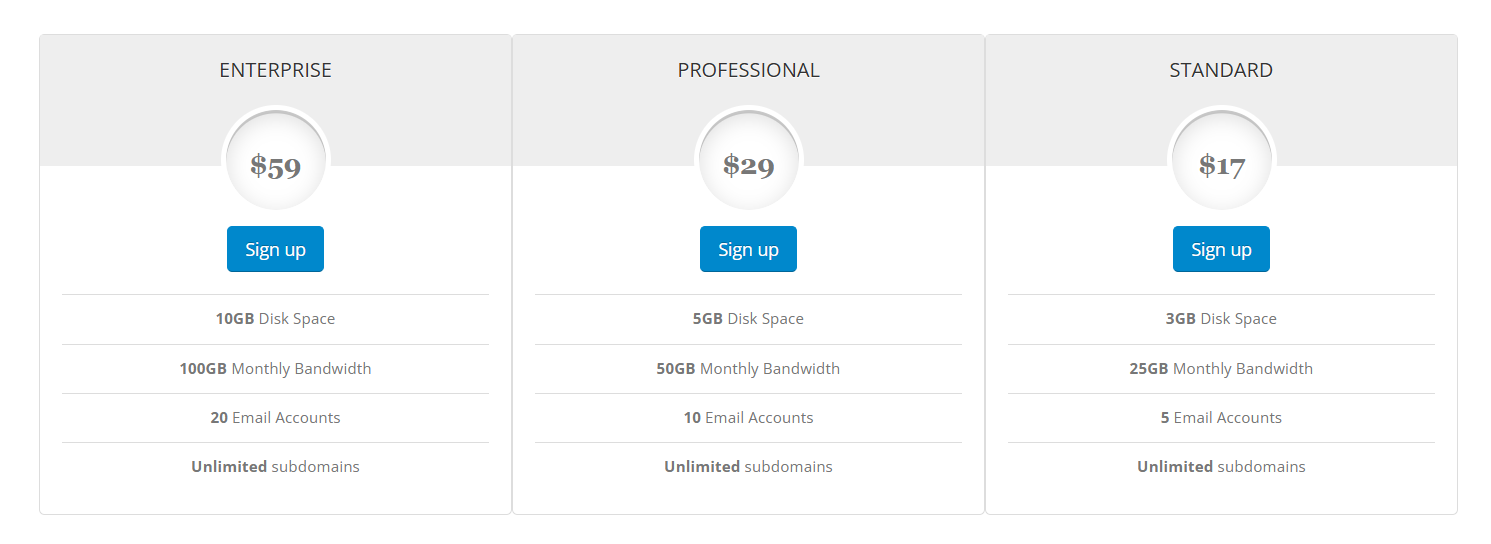 ENTERPRISE
$59
Sign up
10GB Disk Space
100GB Monthly Bandwidth
20 Email Accounts
Unlimited subdomains
PROFESSIONAL
$29
Sign up
5GB Disk Space
50GB Monthly Bandwidth
10 Email Accounts
Unlimited subdomains
STANDARD
$17
Sign up
3GB Disk Space
25GB Monthly Bandwidth
5 Email Accounts
Unlimited subdomains